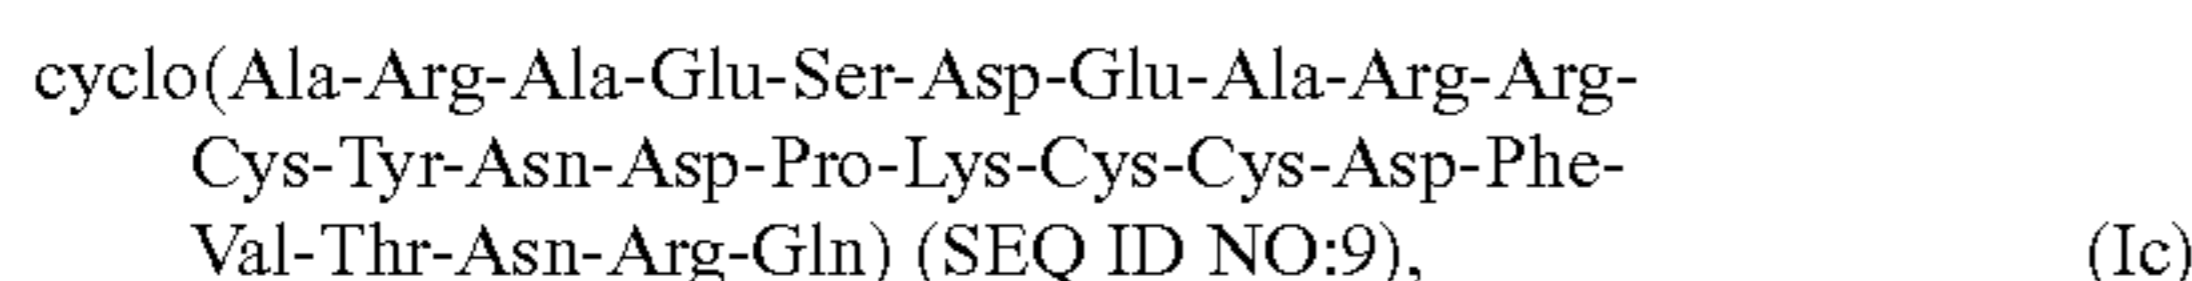 cyclo(Ala-Arg-Ala-Glu-Ser-Asp-Glu-Ala-Arg-Arg-
Cys-Tyr-Asn-Asp-Pro-Lys-Cys-Cys-Asp-Phe-
Val-Thr-Asn-Arg-Gln) (SEQ ID NO:9), (Ic)